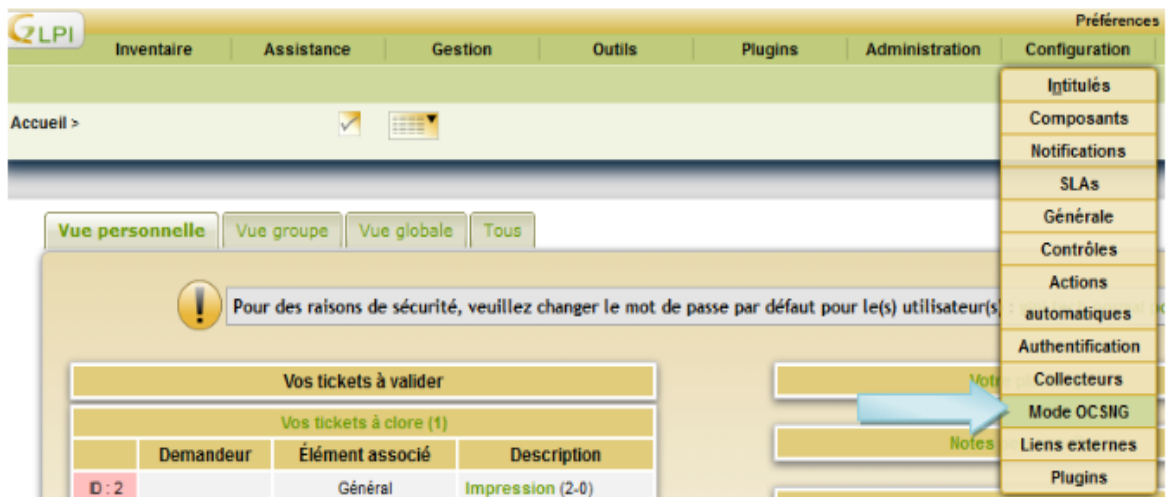 GLPI
Préférences
Inventaire Assistance Gestion Outils Plugins Administration Configuration
Intitulés
Composants
Notifications
SLAs
Générale
Contrôles
Actions
automatiques
Authentification
Collecteurs
Mode OCSNG
Liens externes
Plugins
Accueil >
Vue personnelle Vue groupe Vue globale Tous
Pour des raisons de sécurité, veuillez changer le mot de passe par défaut pour le(s) utilisateur(s)
Vos tickets à valider
Vos tickets à clore (1)
Demandeur Élément associé Description
ID : 2 Général Impression (2-0)
Notes